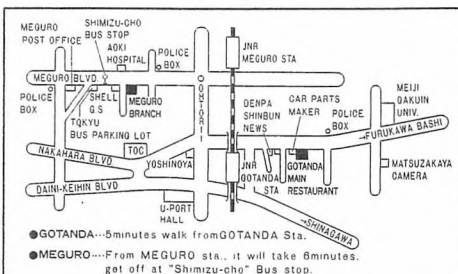 MEGURO
POST OFFICE
SHIMIZU-CHO
BUS STOP
AOKI
HOSPITAL
POLICE
BOX
JNR
MEGURO STA
MEGURO BLVD.
POLICE
BOX
SHELL
G.S
MEGURO
BRANCH
TOKYU
BUS PARKING LOT
OHTORI
DENPA
SHINBUN
NEWS
CAR PARTS
MAKER
POLICE
BOX
MEIJI
GAKUIN
UNIV.
FURUKAWA BASHI
NAKAHARA BLVD
TOC
YOSHINOYA
JNR
GOTANDA
STA
GOTANDA
MAIN
RESTAURANT
MATSUZAKAYA
CAMERA
DAINI-KEIHIN BLVD
U-PORT
HALL
SHINAGAWA
●GOTANDA···5minutes walk fromGOTANDA Sta.
●MEGURO···From MEGURO sta., it will take 6minutes.
get off at "Shimizu-cho" Bus stop.